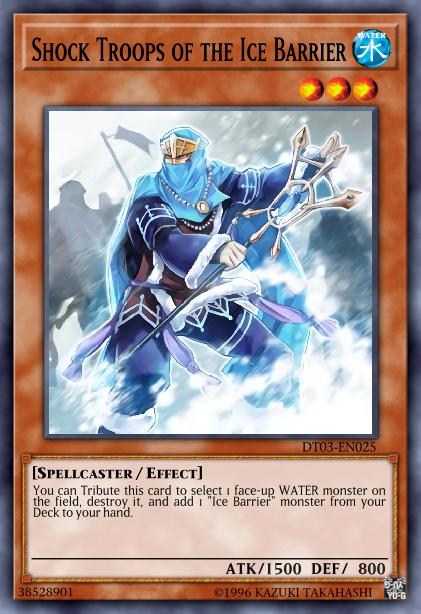 Shock Troops of the Ice Barrier
WATER
水
DT03-EN025
[Spellcaster / Effect]
You can Tribute this card to select 1 face-up WATER monster on
the field, destroy it, and add 1 "Ice Barrier" monster from your
Deck to your hand.
ATK/1500 DEF/ 800
38528901
©1996 KAZUKI TAKAHASHI